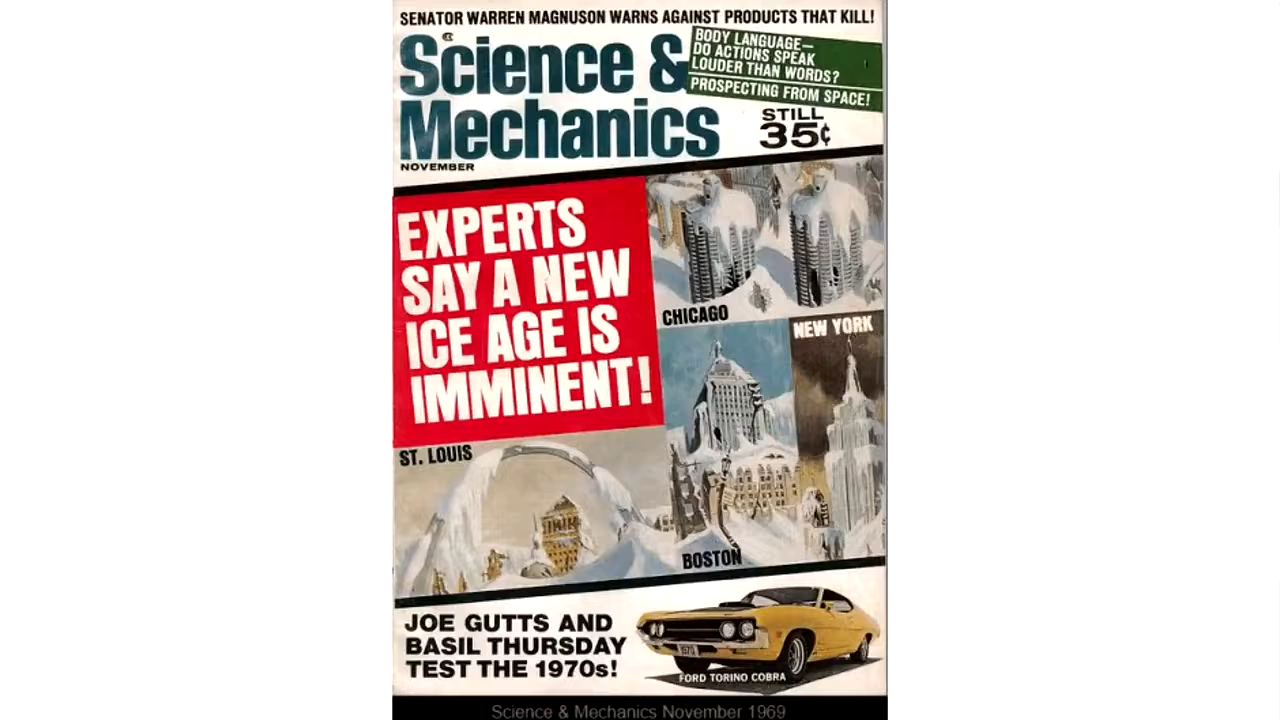 SENATOR WARREN MAGNUSON WARNS AGAINST PRODUCTS THAT KILL!
Science &
Mechanics
BODY LANGUAGE—
DO ACTIONS SPEAK
LOUDER THAN WORDS?
PROSPECTING FROM SPACE!
STILL
35¢
NOVEMBER
EXPERTS
SAY A NEW
ICE AGE IS
IMMINENT!
CHICAGO
NEW YORK
ST. LOUIS
BOSTON
JOE GUTTS AND
BASIL THURSDAY
TEST THE 1970s!
1970
FORD TORINO COBRA
Science & Mechanics November 1969